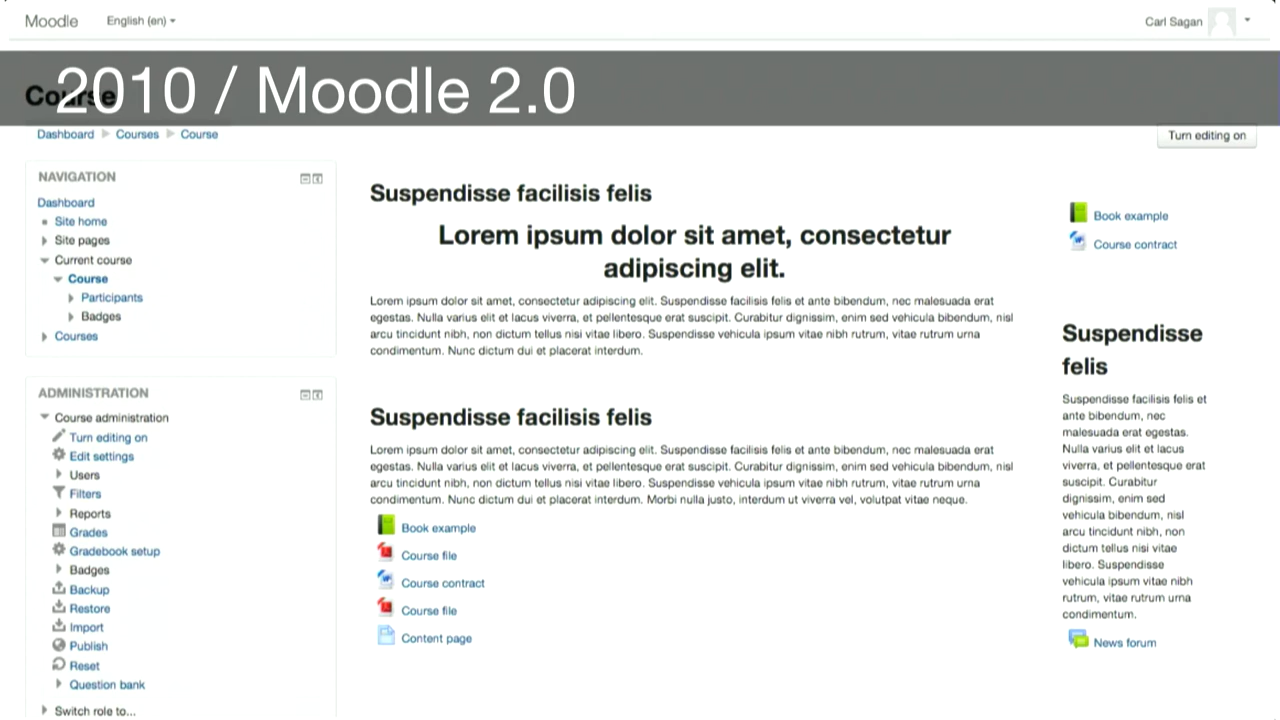 Moodle
English (en)
Carl Sagan
Course
2010 / Moodle 2.0
Dashboard
Courses
Course
Turn editing on
NAVIGATION
Dashboard
Site home
Site pages
Current course
Course
Participants
Badges
Courses
ADMINISTRATION
Course administration
Turn editing on
Edit settings
Users
Filters
Reports
Grades
Gradebook setup
Badges
Backup
Restore
Import
Publish
Reset
Question bank
Switch role to...
Suspendisse facilisis felis
Lorem ipsum dolor sit amet, consectetur
adipiscing elit.
Lorem ipsum dolor sit amet, consectetur adipiscing elit. Suspendisse facilisis felis et ante bibendum, nec malesuada erat
egestas. Nulla varius elit et lacus viverra, et pellentesque erat suscipit. Curabitur dignissim, enim sed vehicula bibendum, nisl
arcu tincidunt nibh, non dictum tellus nisi vitae libero. Suspendisse vehicula ipsum vitae nibh rutrum, vitae rutrum urna
condimentum. Nunc dictum dui et placerat interdum.
Suspendisse facilisis felis
Lorem ipsum dolor sit amet, consectetur adipiscing elit. Suspendisse facilisis felis et ante bibendum, nec malesuada erat
egestas. Nulla varius elit et lacus viverra, et pellentesque erat suscipit. Curabitur dignissim, enim sed vehicula bibendum, nisl
arcu tincidunt nibh, non dictum tellus nisi vitae libero. Suspendisse vehicula ipsum vitae nibh rutrum, vitae rutrum urna
condimentum. Nunc dictum dui et placerat interdum. Morbi nulla justo, interdum ut viverra vel, volutpat vitae neque.
Book example
Course file
Course contract
Course file
Content page
Book example
Course contract
Suspendisse
felis
Suspendisse facilisis felis et
ante bibendum, nec
malesuada erat egestas.
Nulla varius elit et lacus
viverra, et pellentesque erat
suscipit. Curabitur
dignissim, enim sed
vehicula bibendum, nisl
arcu tincidunt nibh, non
dictum tellus nisi vitae
libero. Suspendisse
vehicula ipsum vitae nibh
rutrum, vitae rutrum urna
condimentum.
News forum